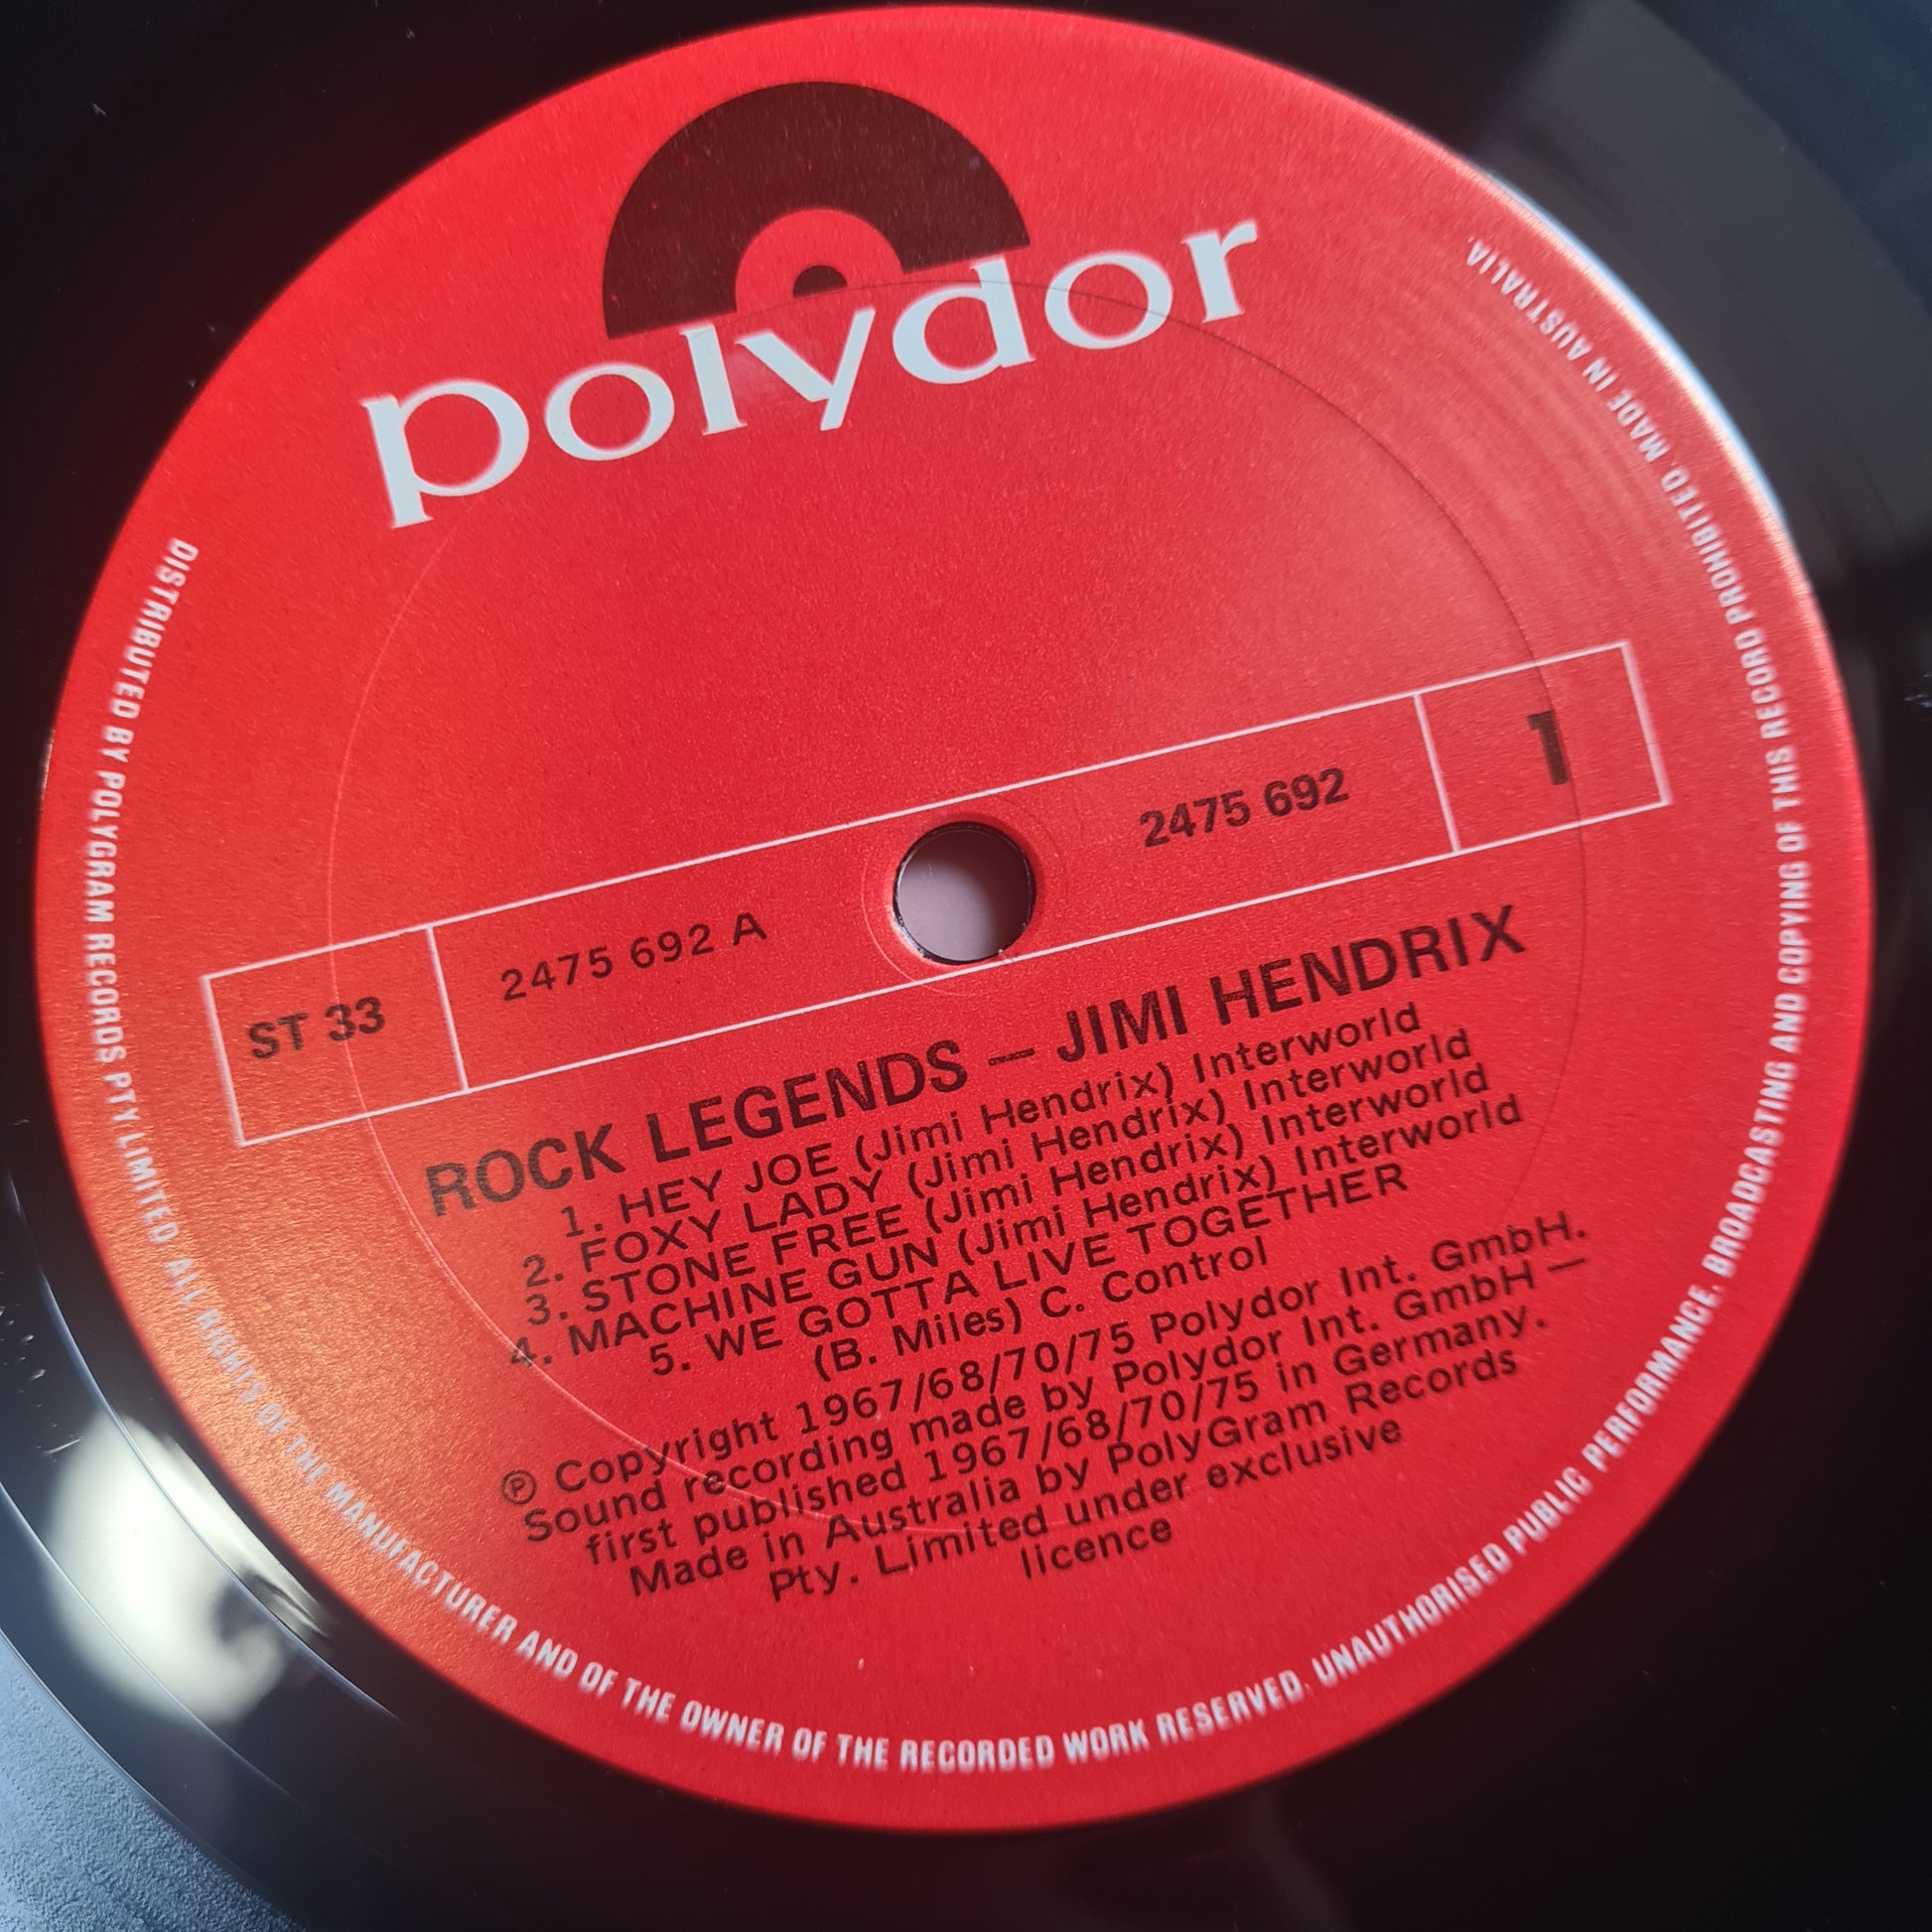 polydor
ST 33
2475 692 A
2475 692
1
ROCK LEGENDS – JIMI HENDRIX
1. HEY JOE (Jimi Hendrix) Interworld
2. FOXY LADY (Jimi Hendrix) Interworld
3. STONE FREE (Jimi Hendrix) Interworld
4. MACHINE GUN (Jimi Hendrix) Interworld
5. WE GOTTA LIVE TOGETHER
(B. Miles) C. Control
℗ Copyright 1967/68/70/75 Polydor Int. GmbH.
Sound recording made by Polydor Int. GmbH —
first published 1967/68/70/75 in Germany.
Made in Australia by PolyGram Records
Pty. Limited under exclusive
licence
DISTRIBUTED BY POLYGRAM RECORDS PTY. LIMITED ALL RIGHTS OF THE MANUFACTURER AND OF THE OWNER OF THE RECORDED WORK RESERVED. UNAUTHORISED PUBLIC PERFORMANCE, BROADCASTING AND COPYING OF THIS RECORD PROHIBITED. MADE IN AUSTRALIA.